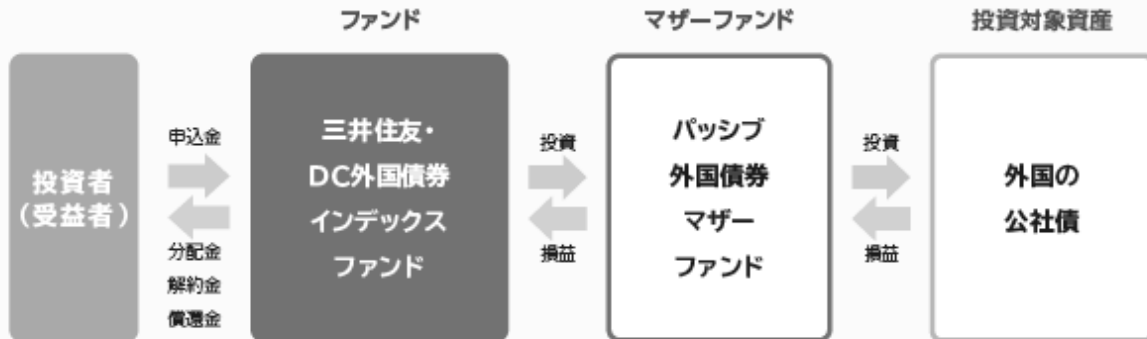 ファンド
マザーファンド
投資対象資産
投資者
（受益者）
申込金
分配金
解約金
償還金
三井住友・
DC外国債券
インデックス
ファンド
投資
損益
パッシブ
外国債券
マザー
ファンド
投資
損益
外国の
公社債